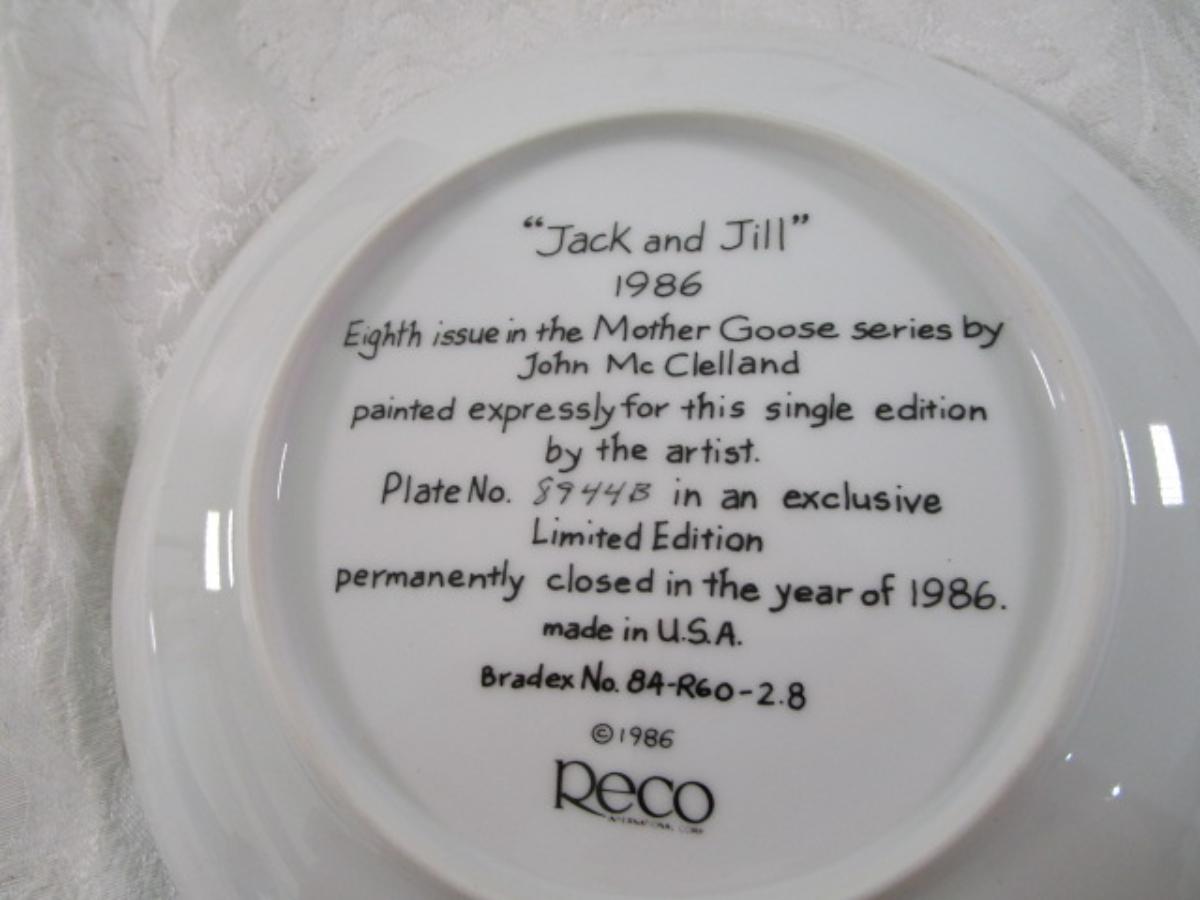 “Jack and Jill”
1986
Eighth issue in the Mother Goose series by
John Mc Clelland
painted expressly for this single edition
by the artist.
Plate No. 8944B in an exclusive
Limited Edition
permanently closed in the year of 1986.
made in U.S.A.
Bradex No. 84-R60-2.8
©1986
Reco
INTERNATIONAL CORP.